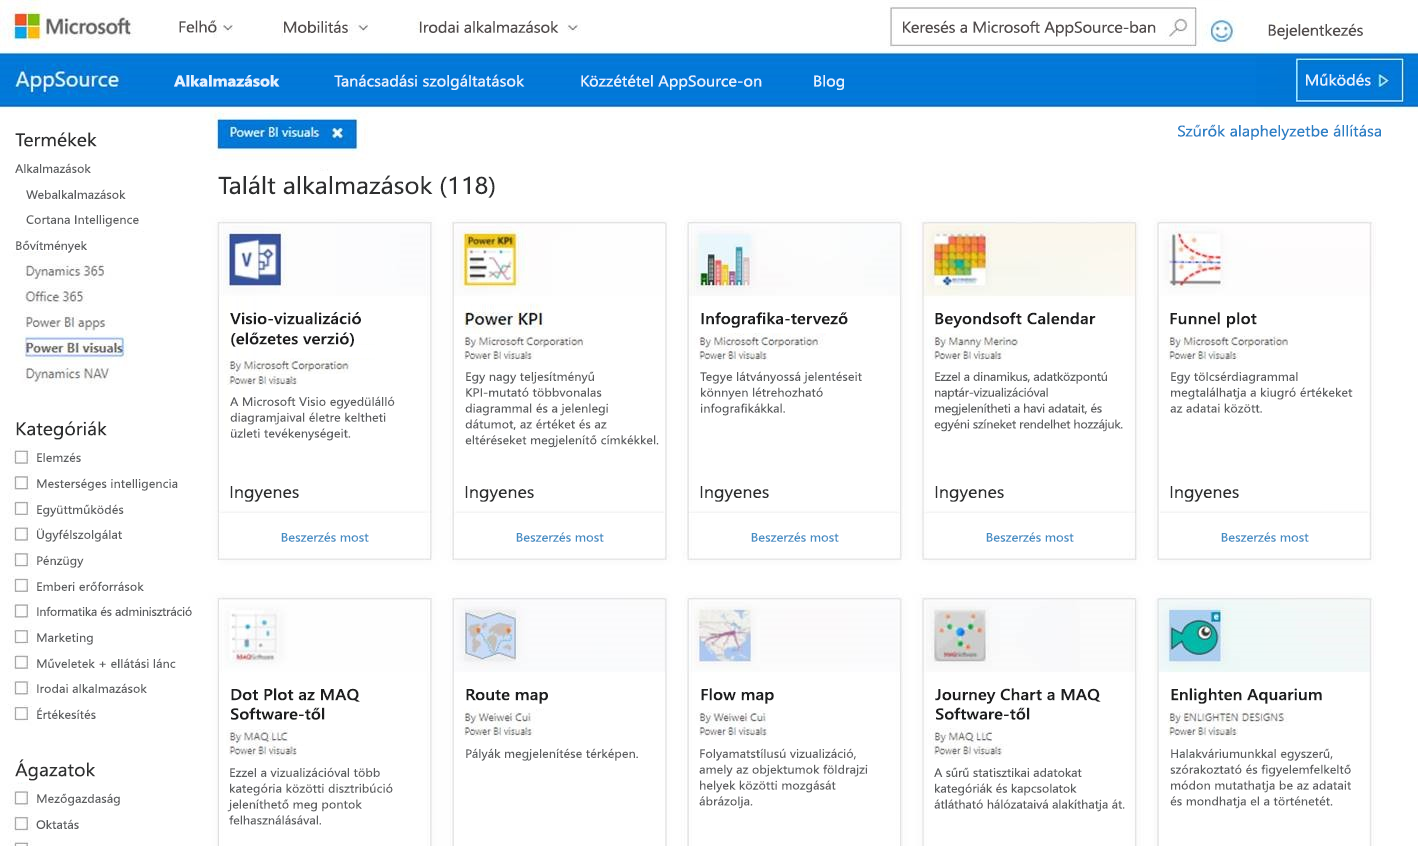 Microsoft
Felhő
Mobilitás
Irodai alkalmazások
Keresés a Microsoft AppSource-ban
Bejelentkezés
AppSource
Alkalmazások
Tanácsadási szolgáltatások
Közzététel AppSource-on
Blog
Működés
Termékek
Alkalmazások
Webalkalmazások
Cortana Intelligence
Bővítmények
Dynamics 365
Office 365
Power BI apps
Power BI visuals
Dynamics NAV
Kategóriák
Elemzés
Mesterséges intelligencia
Együttműködés
Ügyfélszolgálat
Pénzügy
Emberi erőforrások
Informatika és adminisztráció
Marketing
Műveletek + ellátási lánc
Irodai alkalmazások
Értékesítés
Ágazatok
Mezőgazdaság
Oktatás
Power BI visuals
Szűrők alaphelyzetbe állítása
Talált alkalmazások (118)
Visio-vizualizáció
(előzetes verzió)
By Microsoft Corporation
Power BI visuals
A Microsoft Visio egyedülálló
diagramjaival életre keltheti
üzleti tevékenységeit.
Ingyenes
Beszerzés most
Power KPI
Power KPI
By Microsoft Corporation
Power BI visuals
Egy nagy teljesítményű
KPI-mutató többvonalas
diagrammal és a jelenlegi
dátumot, az értéket és az
eltéréseket megjelenítő címkékkel.
Ingyenes
Beszerzés most
Infografika-tervező
By Microsoft Corporation
Power BI visuals
Tegye látványossá jelentéseit
könnyen létrehozható
infografikákkal.
Ingyenes
Beszerzés most
Beyondsoft Calendar
By Manny Merino
Power BI visuals
Ezzel a dinamikus, adatközpontú
naptár-vizualizációval
megjelenítheti a havi adatait, és
egyéni színeket rendelhet hozzájuk.
Ingyenes
Beszerzés most
Funnel plot
By Microsoft Corporation
Power BI visuals
Egy tölcsérdiagrammal
megtalálhatja a kiugró értékeket
az adatai között.
Ingyenes
Beszerzés most
MAQSoftware
Dot Plot az MAQ
Software-től
By MAQ LLC
Power BI visuals
Ezzel a vizualizációval több
kategória közötti disztribúció
jeleníthető meg pontok
felhasználásával.
Route map
By Weiwei Cui
Power BI visuals
Pályák megjelenítése térképen.
Flow map
By Weiwei Cui
Power BI visuals
Folyamatstílusú vizualizáció,
amely az objektumok földrajzi
helyek közötti mozgását
ábrázolja.
MAQSoftware
Journey Chart a MAQ
Software-től
By MAQ LLC
Power BI visuals
A sűrű statisztikai adatokat
kategóriák és kapcsolatok
átlátható hálózataivá alakíthatja át.
Enlighten Aquarium
By ENLIGHTEN DESIGNS
Power BI visuals
Halakváriumunkkal egyszerű,
szórakoztató és figyelemfelkeltő
módon mutathatja be az adatait
és mondhatja el a történetét.